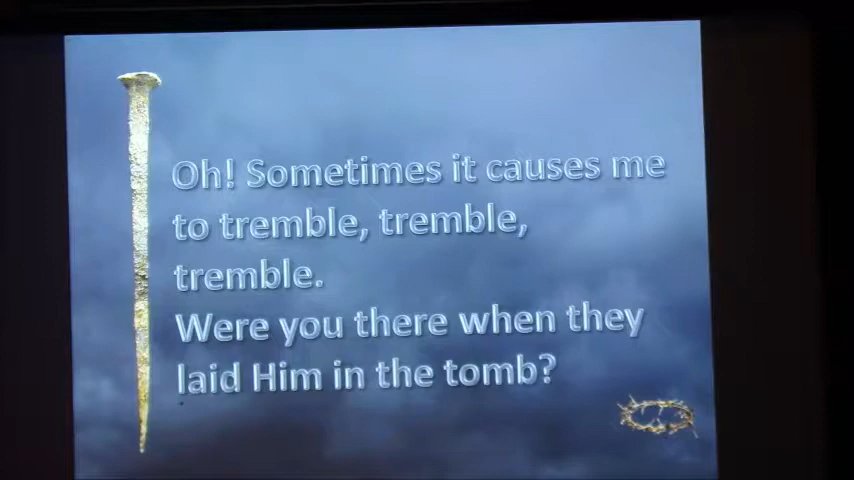 Oh! Sometimes it causes me
to tremble, tremble,
tremble.
Were you there when they
laid Him in the tomb?